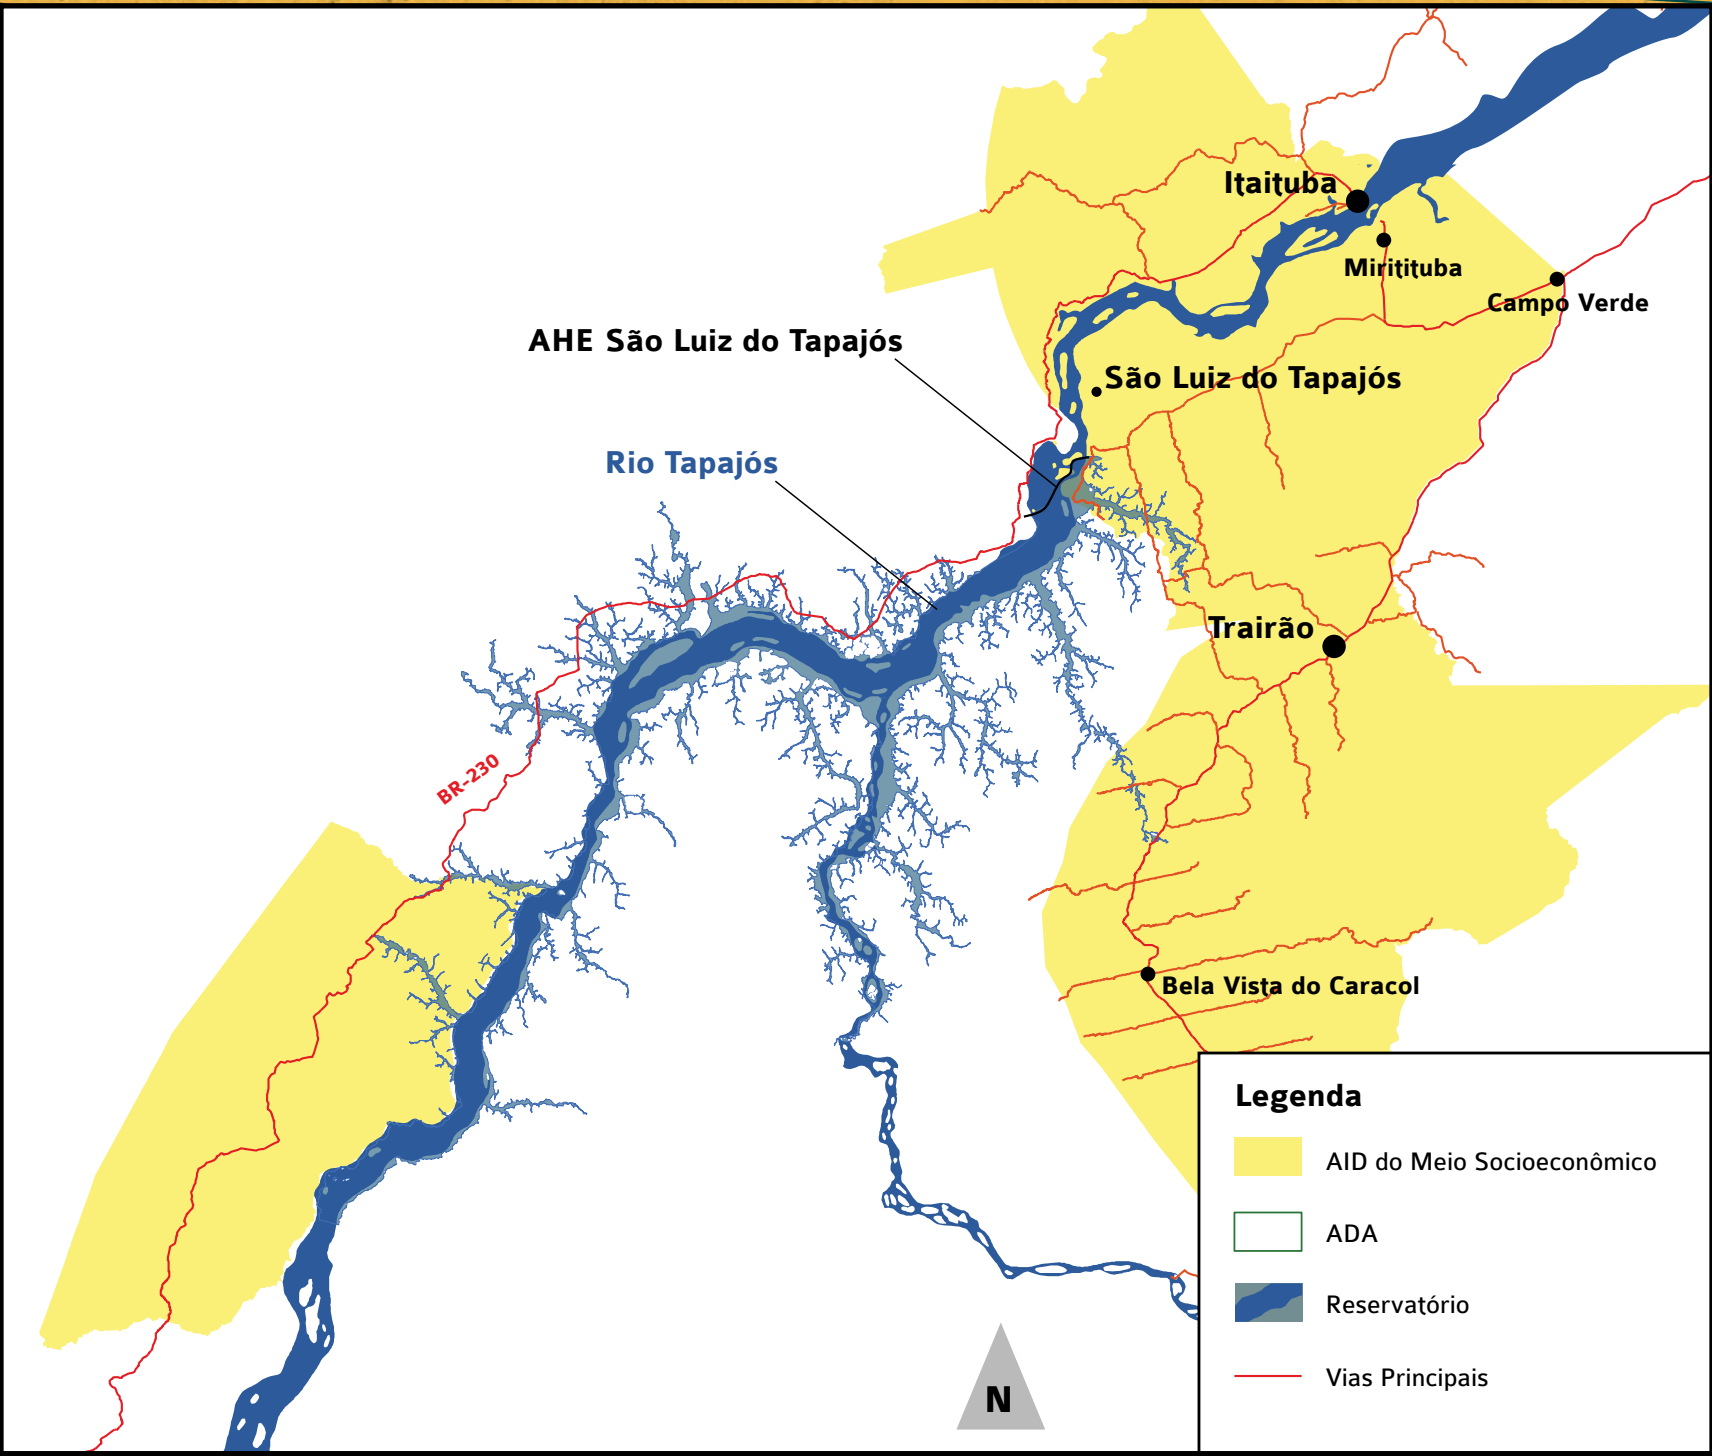 Itaituba
Miritituba
Campo Verde
AHE São Luiz do Tapajós
São Luiz do Tapajós
Rio Tapajós
Trairão
BR-230
Bela Vista do Caracol
Legenda
AID do Meio Socioeconômico
ADA
Reservatório
Vias Principais
N